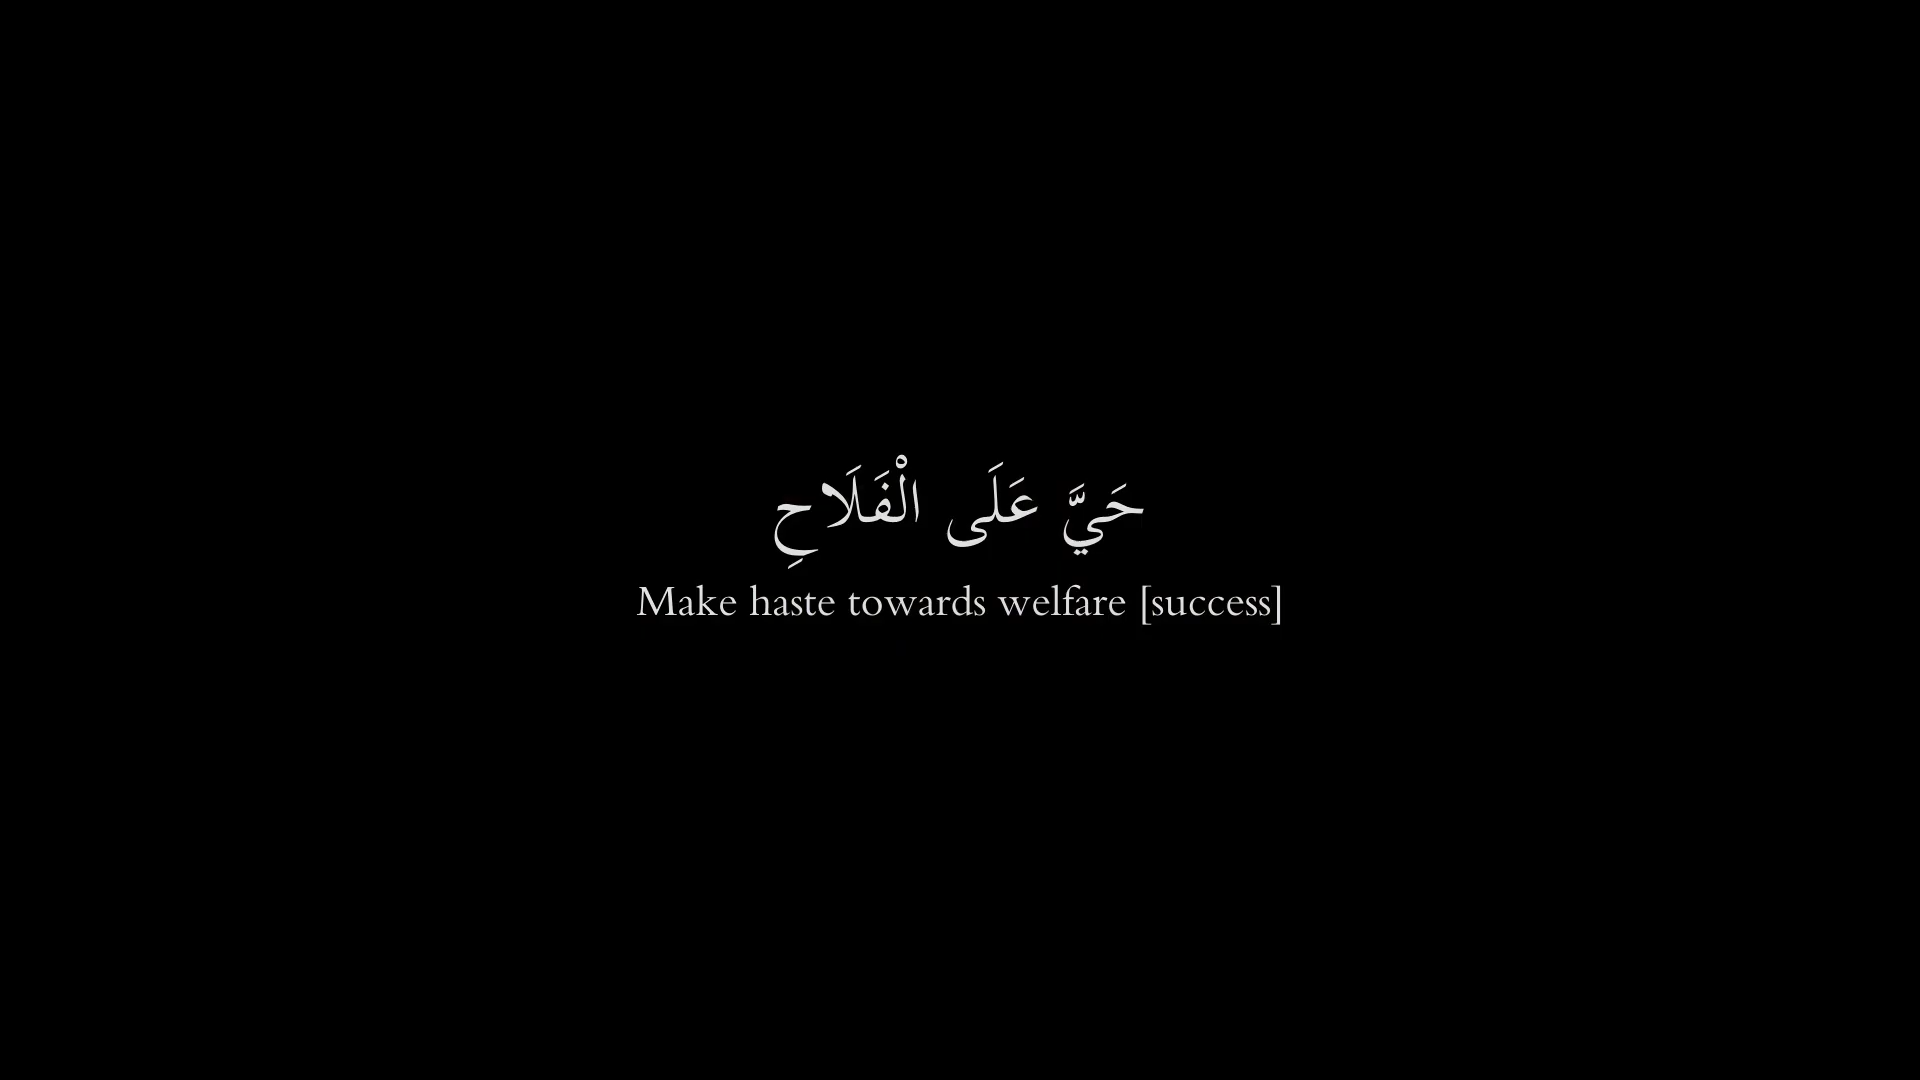 حَيَّ عَلَى الْفَلَاحِ
Make haste towards welfare [success]